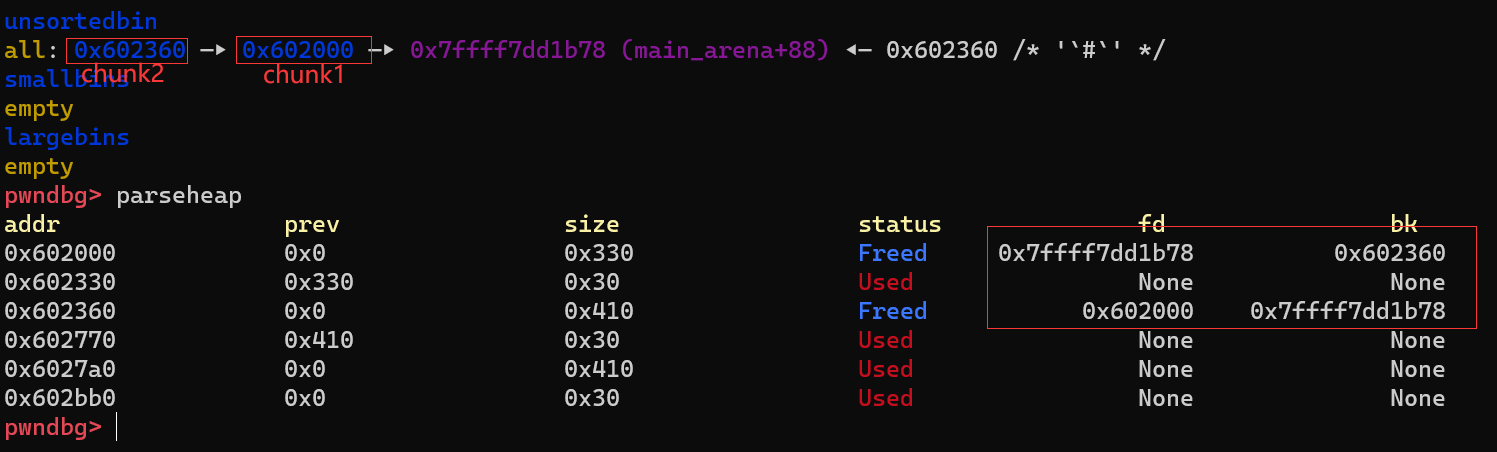 unsortedbin
all: 0x602360 —▸ 0x602000 —▸ 0x7ffff7dd1b78 (main_arena+88) ◂— 0x602360 /* '`#`' */
chunk2 chunk1
smallbins
empty
largebins
empty
pwndbg> parseheap
addr prev size status fd bk
0x602000 0x0 0x330 Freed 0x7ffff7dd1b78 0x602360
0x602330 0x330 0x30 Used None None
0x602360 0x0 0x410 Freed 0x602000 0x7ffff7dd1b78
0x602770 0x410 0x30 Used None None
0x6027a0 0x0 0x410 Used None None
0x602bb0 0x0 0x30 Used None None
pwndbg>